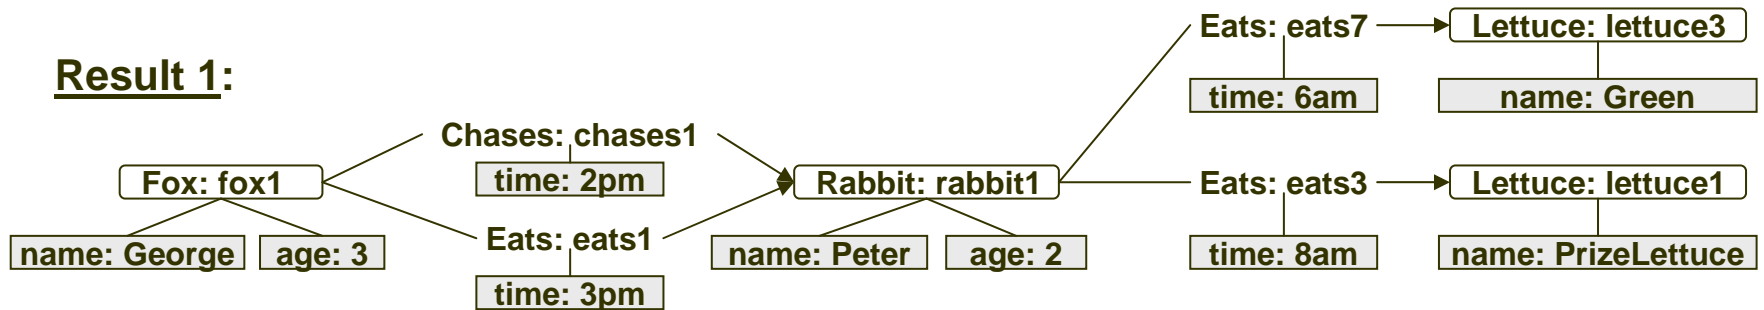 Result 1:
Eats: eats7
Lettuce: lettuce3
time: 6am
name: Green
Chases: chases1
time: 2pm
Fox: fox1
Rabbit: rabbit1
Eats: eats3
Lettuce: lettuce1
name: George
age: 3
Eats: eats1
time: 3pm
name: Peter
age: 2
time: 8am
name: PrizeLettuce